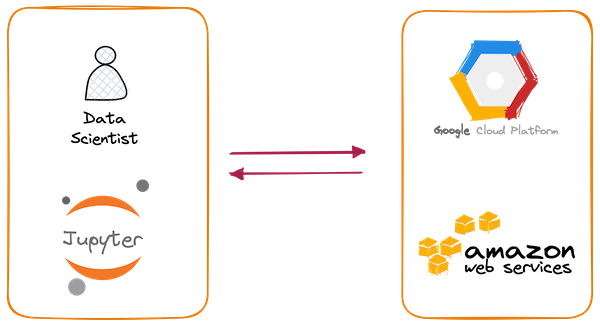 Data
Scientist
Jupyter
Google Cloud Platform
amazon
web services